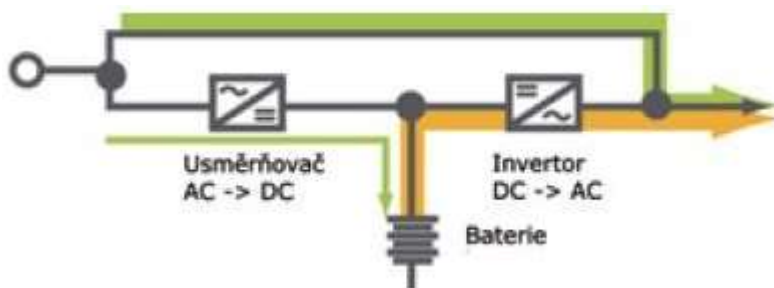 Usměrňovač
AC -> DC
Invertor
DC -> AC
Baterie